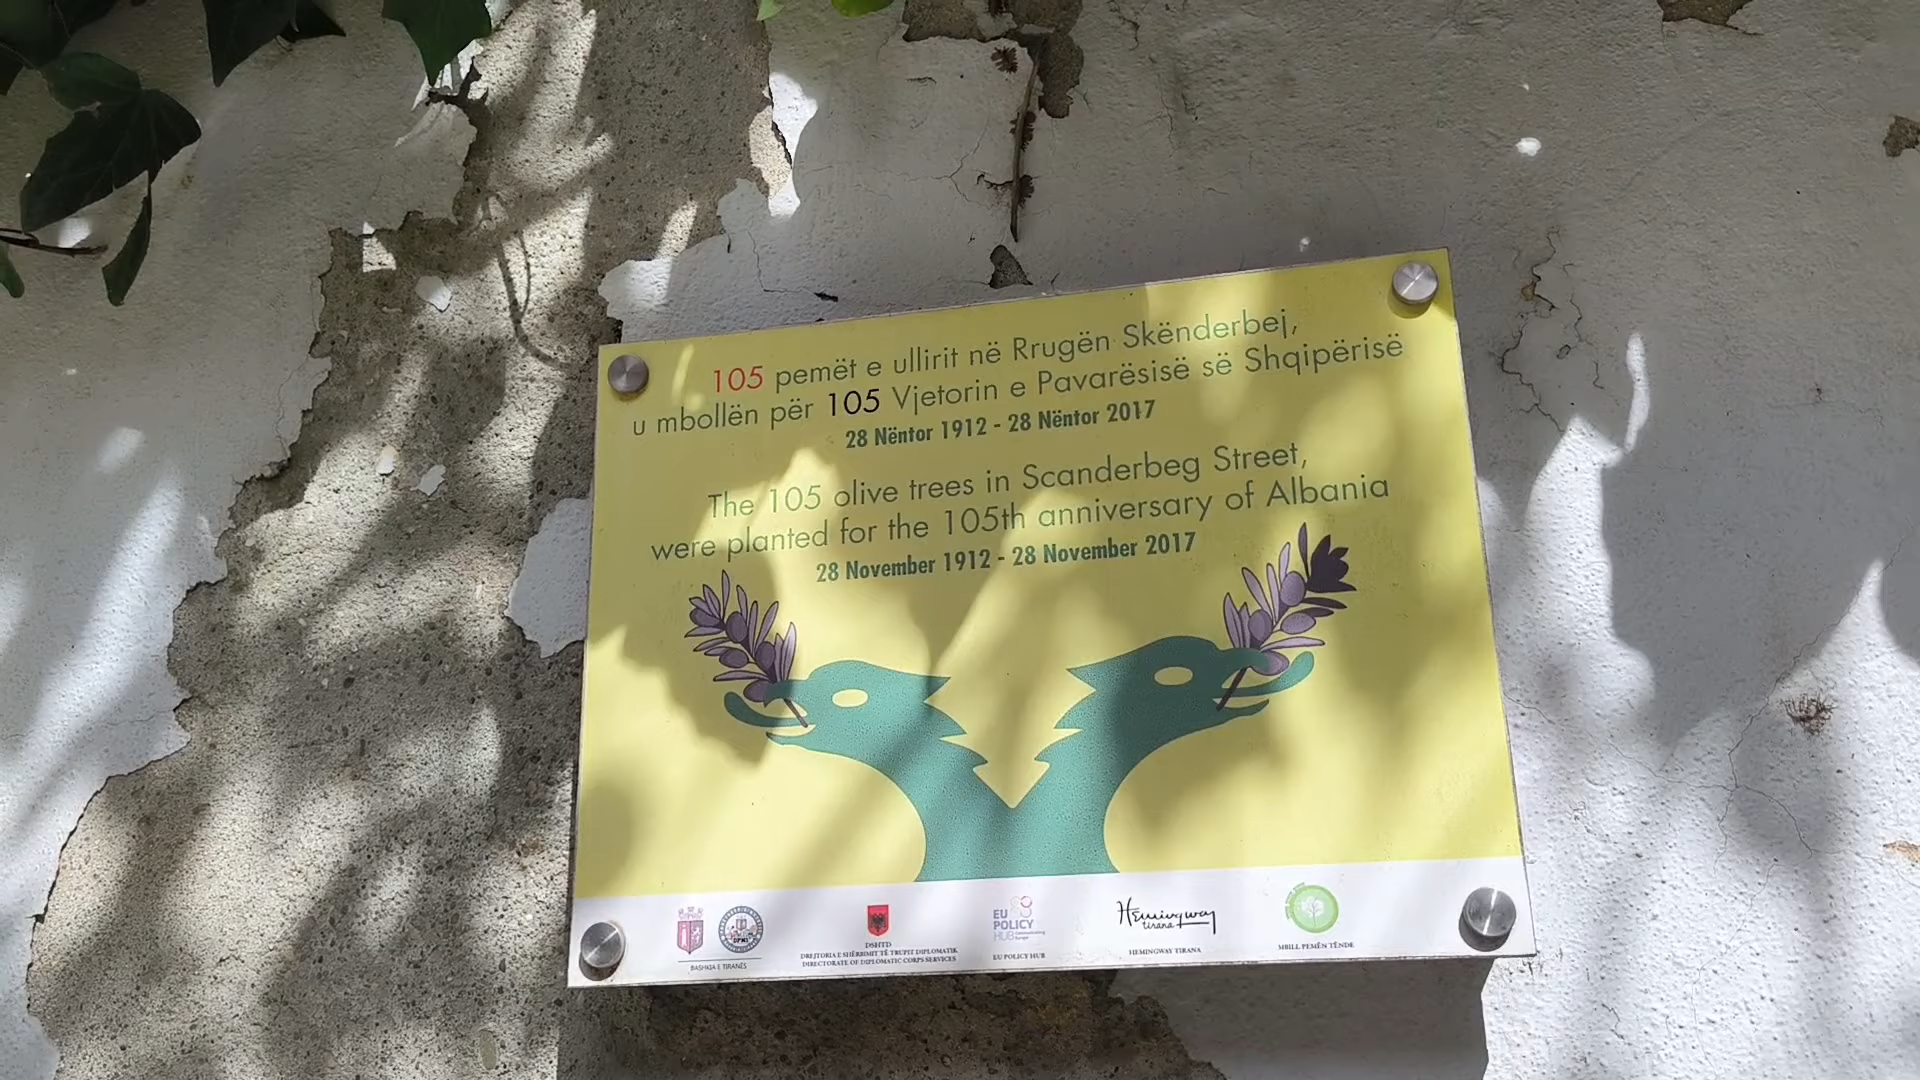 105 pemët e ullirit në Rrugën Skënderbej,
u mbollën për 105 Vjetorin e Pavarësisë së Shqipërisë
28 Nëntor 1912 - 28 Nëntor 2017
The 105 olive trees in Scanderbeg Street,
were planted for the 105th anniversary of Albania
28 November 1912 - 28 November 2017
BASHKIA E TIRANËS
DSHTD
DREJTORIA E SHËRBIMIT TË TRUPIT DIPLOMATIK
DIRECTORATE OF DIPLOMATIC CORPS SERVICES
EU
POLICY
HUB
EU POLICY HUB
Hemingway
tirana
HEMINGWAY TIRANA
MBILL PEMËN TËNDE